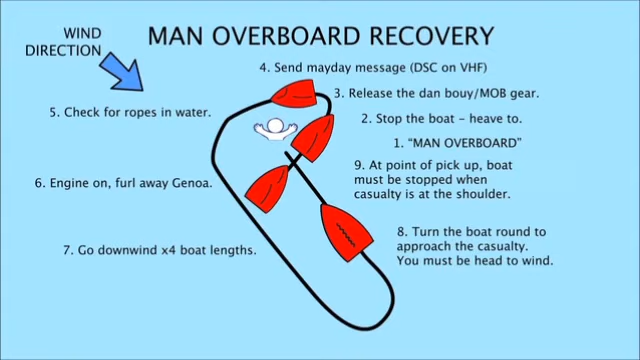 WIND
DIRECTION
MAN OVERBOARD RECOVERY
4. Send mayday message (DSC on VHF)
3. Release the dan bouy/MOB gear.
5. Check for ropes in water.
2. Stop the boat – heave to.
1. “MAN OVERBOARD”
9. At point of pick up, boat
must be stopped when
casualty is at the shoulder.
6. Engine on, furl away Genoa.
8. Turn the boat round to
approach the casualty.
You must be head to wind.
7. Go downwind x4 boat lengths.